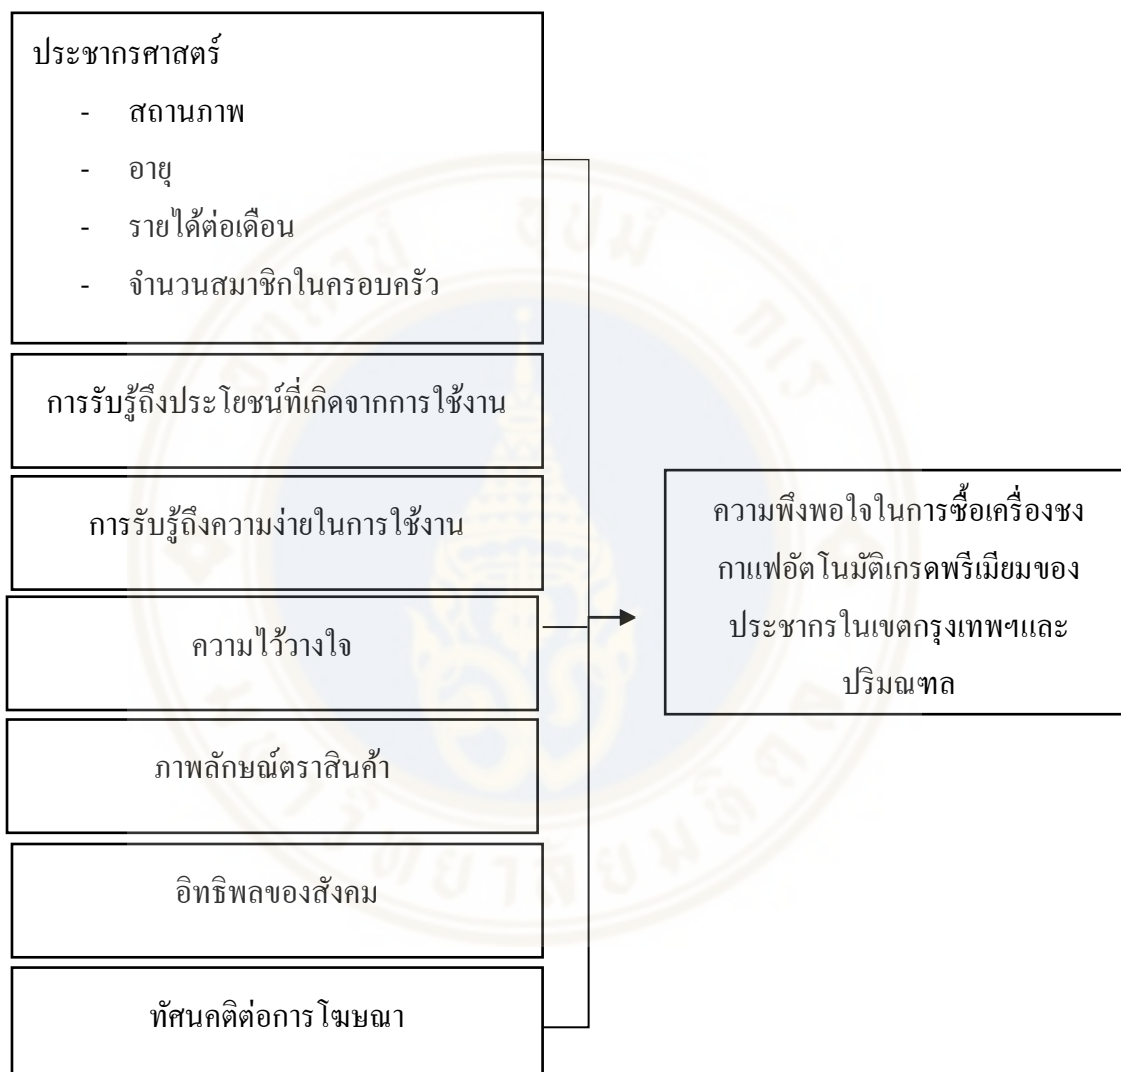 ประชากรศาสตร์
- สถานภาพ
- อายุ
- รายได้ต่อเดือน
- จำนวนสมาชิกในครอบครัว
การรับรู้ถึงประโยชน์ที่เกิดจากการใช้งาน
การรับรู้ถึงความง่ายในการใช้งาน
ความไว้วางใจ
ภาพลักษณ์ตราสินค้า
อิทธิพลของสังคม
ทัศนคติต่อการโฆษณา
ความพึงพอใจในการซื้อเครื่องชง
กาแฟอัตโนมัติเกรดพรีเมียมของ
ประชากรในเขตกรุงเทพฯและ
ปริมณฑล